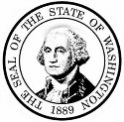 THE SEAL OF THE STATE OF WASHINGTON
1889